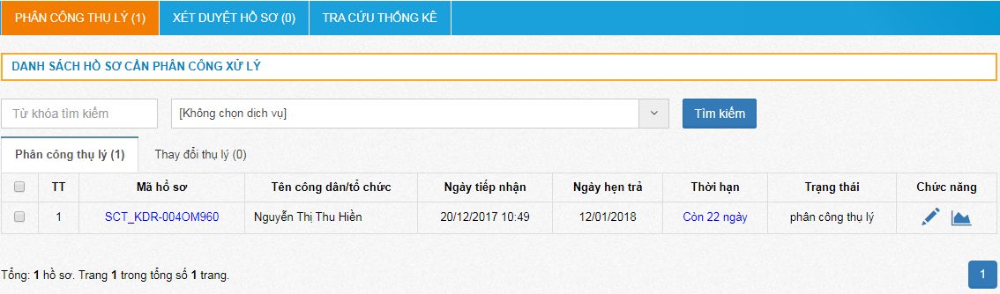 PHÂN CÔNG THỤ LÝ (1) XÉT DUYỆT HỒ SƠ (0) TRA CỨU THỐNG KÊ
DANH SÁCH HỒ SƠ CẦN PHÂN CÔNG XỬ LÝ
Từ khóa tìm kiếm [Không chọn dịch vụ] Tìm kiếm
Phân công thụ lý (1) Thay đổi thụ lý (0)
TT Mã hồ sơ Tên công dân/tổ chức Ngày tiếp nhận Ngày hẹn trả Thời hạn Trạng thái Chức năng
1 SCT_KDR-004OM960 Nguyễn Thị Thu Hiền 20/12/2017 10:49 12/01/2018 Còn 22 ngày phân công thụ lý
Tổng: 1 hồ sơ. Trang 1 trong tổng số 1 trang. 1